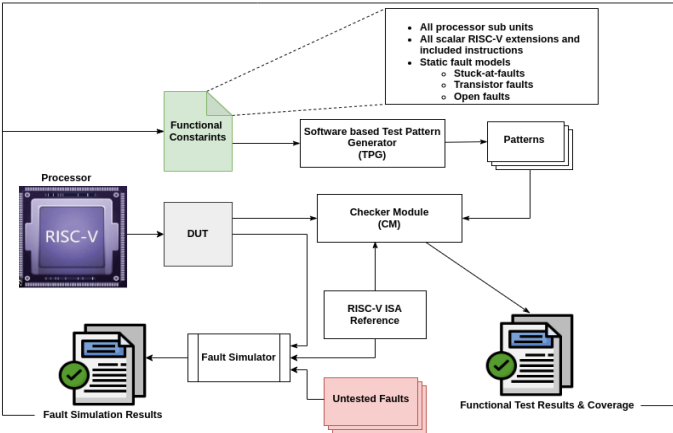 All processor sub units
All scalar RISC-V extensions and
included instructions
Static fault models
Stuck-at-faults
Transistor faults
Open faults
Functional
Constarints
Software based Test Pattern
Generator
(TPG)
Patterns
Processor
RISC-V
DUT
Checker Module
(CM)
RISC-V ISA
Reference
Fault Simulator
Untested Faults
Fault Simulation Results
Functional Test Results & Coverage